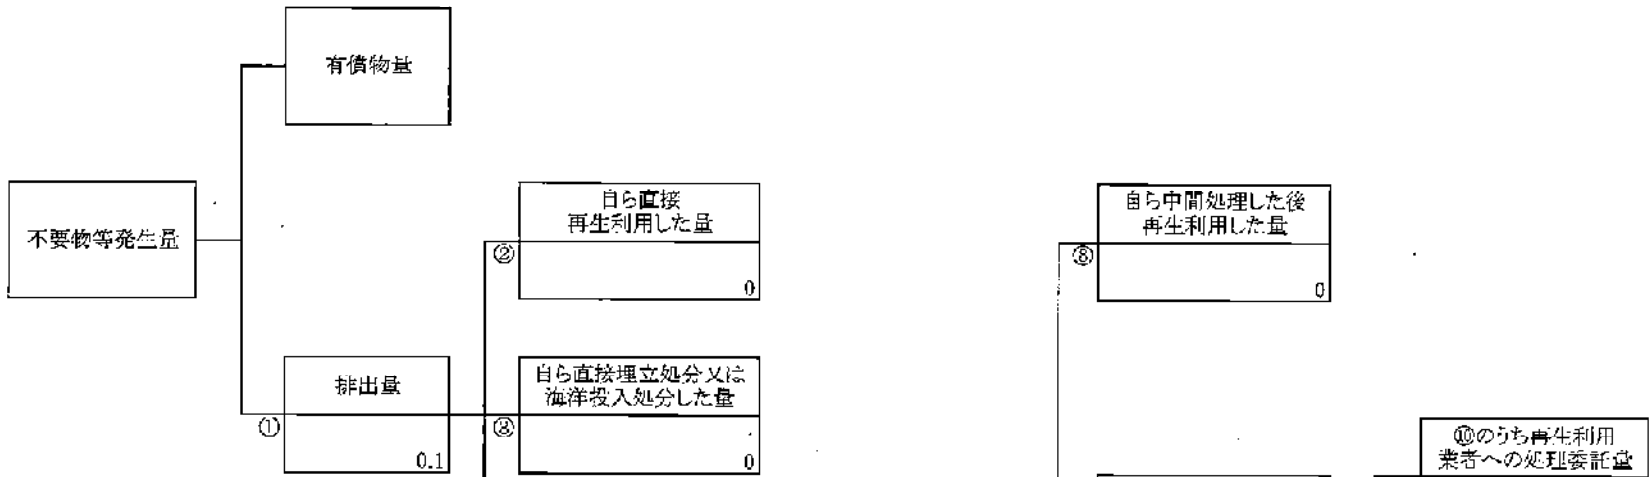 有償物量
不要物等発生量
自ら直接
再生利用した量
②
0
自ら中間処理した後
再生利用した量
⑧
0
排出量
①
0.1
自ら直接埋立処分又は
海洋投入処分した量
③
0
⑩のうち再生利用
業者への処理委託量